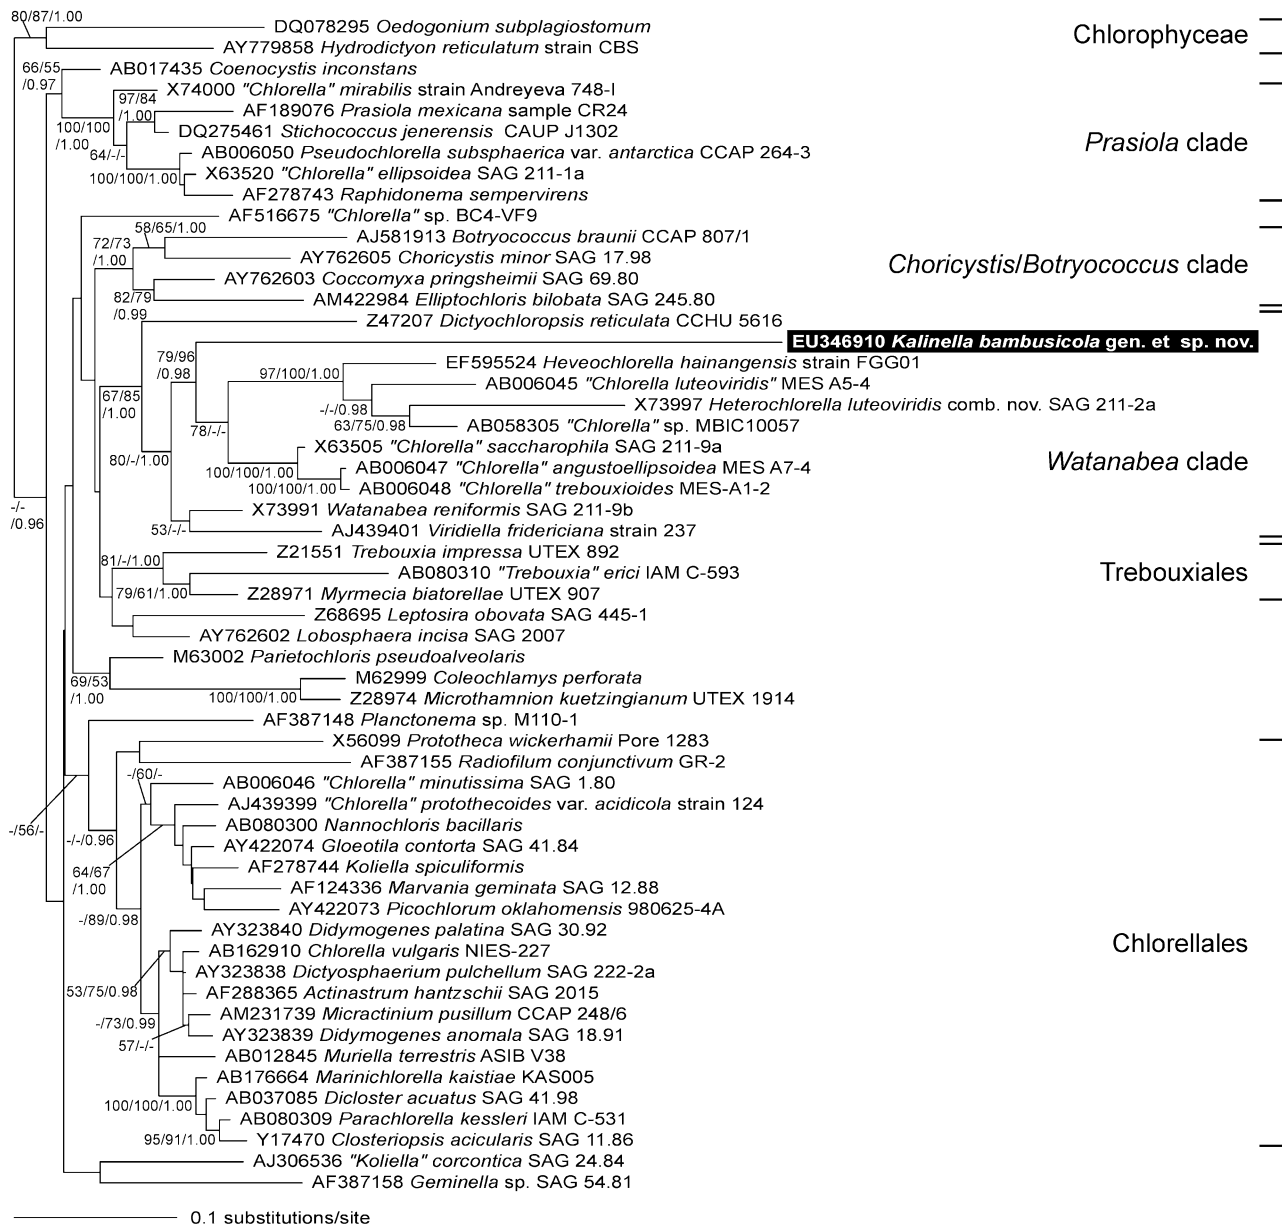 80/87/1.00
DQ078295 Oedogonium subplagiostomum
Chlorophyceae
AY779858 Hydrodictyon reticulatum strain CBS
66/55
/0.97
AB017435 Coenocystis inconstans
X74000 "Chlorella" mirabilis strain Andreyeva 748-I
97/84
/1.00
AF189076 Prasiola mexicana sample CR24
100/100
/1.00
DQ275461 Stichococcus jenerensis CAUP J1302
Prasiola clade
64/-/-
AB006050 Pseudochlorella subsphaerica var. antarctica CCAP 264-3
100/100/1.00
X63520 "Chlorella" ellipsoidea SAG 211-1a
AF278743 Raphidonema sempervirens
AF516675 "Chlorella" sp. BC4-VF9
58/65/1.00
72/73
/1.00
AJ581913 Botryococcus braunii CCAP 807/1
AY762605 Choricystis minor SAG 17.98
Choricystis/Botryococcus clade
AY762603 Coccomyxa pringsheimii SAG 69.80
82/79
/0.99
AM422984 Elliptochloris bilobata SAG 245.80
Z47207 Dictyochloropsis reticulata CCHU 5616
EU346910 Kalinella bambusicola gen. et sp. nov.
79/96
/0.98
EF595524 Heveochlorella hainangensis strain FGG01
97/100/1.00
AB006045 "Chlorella luteoviridis" MES A5-4
67/85
/1.00
-/-/0.98
X73997 Heterochlorella luteoviridis comb. nov. SAG 211-2a
63/75/0.98
AB058305 "Chlorella" sp. MBIC10057
78/-/-
X63505 "Chlorella" saccharophila SAG 211-9a
80/-/1.00
Watanabea clade
100/100/1.00
AB006047 "Chlorella" angustoellipsoidea MES A7-4
100/100/1.00
AB006048 "Chlorella" trebouxioides MES-A1-2
-/-
/0.96
X73991 Watanabea reniformis SAG 211-9b
53/-/-
AJ439401 Viridiella fridericiana strain 237
81/-/1.00
Z21551 Trebouxia impressa UTEX 892
AB080310 "Trebouxia" erici IAM C-593
Trebouxiales
79/61/1.00
Z28971 Myrmecia biatorellae UTEX 907
Z68695 Leptosira obovata SAG 445-1
AY762602 Lobosphaera incisa SAG 2007
M63002 Parietochloris pseudoalveolaris
69/53
/1.00
M62999 Coleochlamys perforata
100/100/1.00
Z28974 Microthamnion kuetzingianum UTEX 1914
AF387148 Planctonema sp. M110-1
X56099 Prototheca wickerhamii Pore 1283
AF387155 Radiofilum conjunctivum GR-2
-/60/-
AB006046 "Chlorella" minutissima SAG 1.80
AJ439399 "Chlorella" protothecoides var. acidicola strain 124
-/56/-
AB080300 Nannochloris bacillaris
-/-/0.96
AY422074 Gloeotila contorta SAG 41.84
64/67
/1.00
AF278744 Koliella spiculiformis
AF124336 Marvania geminata SAG 12.88
AY422073 Picochlorum oklahomensis 980625-4A
-/89/0.98
AY323840 Didymogenes palatina SAG 30.92
AB162910 Chlorella vulgaris NIES-227
Chlorellales
AY323838 Dictyosphaerium pulchellum SAG 222-2a
53/75/0.98
AF288365 Actinastrum hantzschii SAG 2015
AM231739 Micractinium pusillum CCAP 248/6
-/73/0.99
AY323839 Didymogenes anomala SAG 18.91
57/-/-
AB012845 Muriella terrestris ASIB V38
AB176664 Marinichlorella kaistiae KAS005
AB037085 Dicloster acuatus SAG 41.98
100/100/1.00
AB080309 Parachlorella kessleri IAM C-531
95/91/1.00
Y17470 Closteriopsis acicularis SAG 11.86
AJ306536 "Koliella" corcontica SAG 24.84
AF387158 Geminella sp. SAG 54.81
0.1 substitutions/site